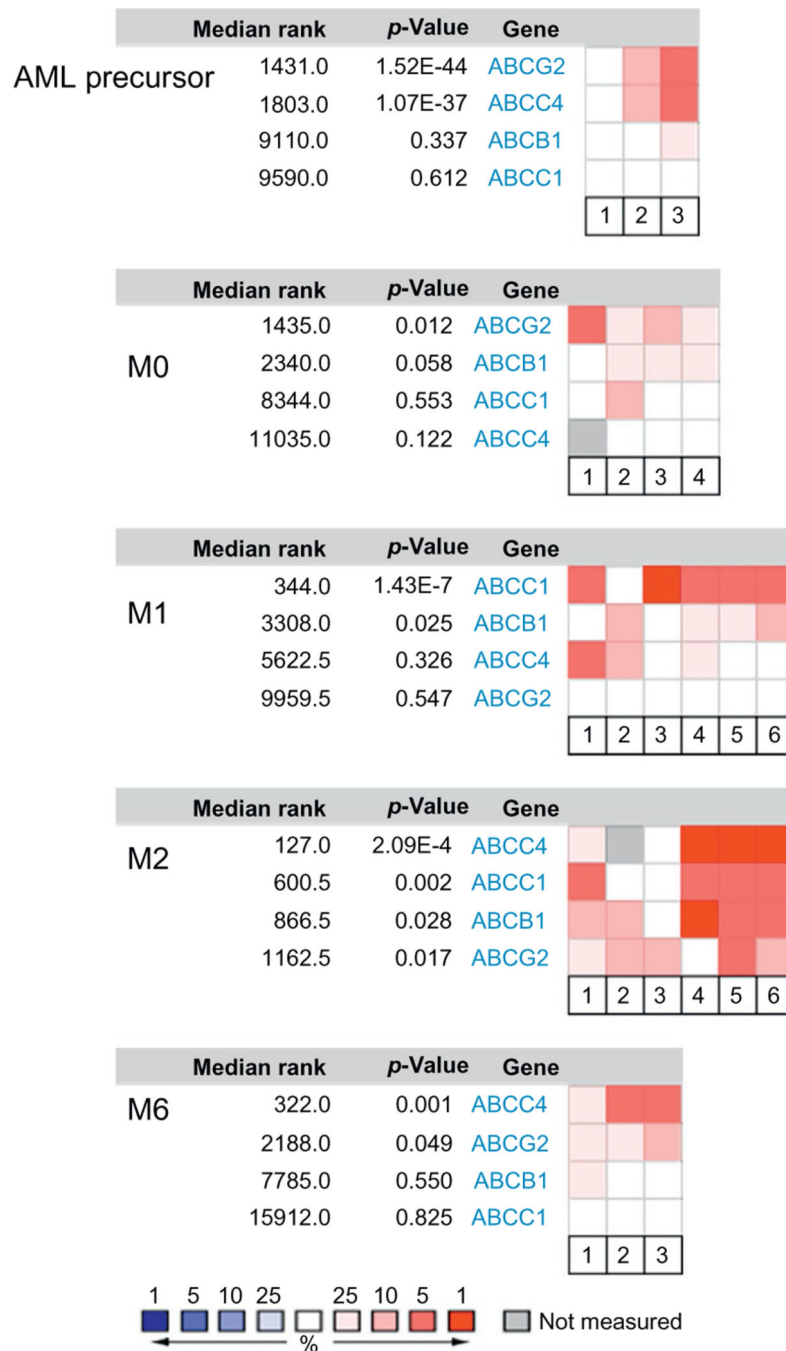 Median rank p-Value Gene
AML precursor
1431.0 1.52E-44 ABCG2
1803.0 1.07E-37 ABCC4
9110.0 0.337 ABCB1
9590.0 0.612 ABCC1
1 2 3
Median rank p-Value Gene
M0
1435.0 0.012 ABCG2
2340.0 0.058 ABCB1
8344.0 0.553 ABCC1
11035.0 0.122 ABCC4
1 2 3 4
Median rank p-Value Gene
M1
344.0 1.43E-7 ABCC1
3308.0 0.025 ABCB1
5622.5 0.326 ABCC4
9959.5 0.547 ABCG2
1 2 3 4 5 6
Median rank p-Value Gene
M2
127.0 2.09E-4 ABCC4
600.5 0.002 ABCC1
866.5 0.028 ABCB1
1162.5 0.017 ABCG2
1 2 3 4 5 6
Median rank p-Value Gene
M6
322.0 0.001 ABCC4
2188.0 0.049 ABCG2
7785.0 0.550 ABCB1
15912.0 0.825 ABCC1
1 2 3
1 5 10 25 25 10 5 1
Not measured
%